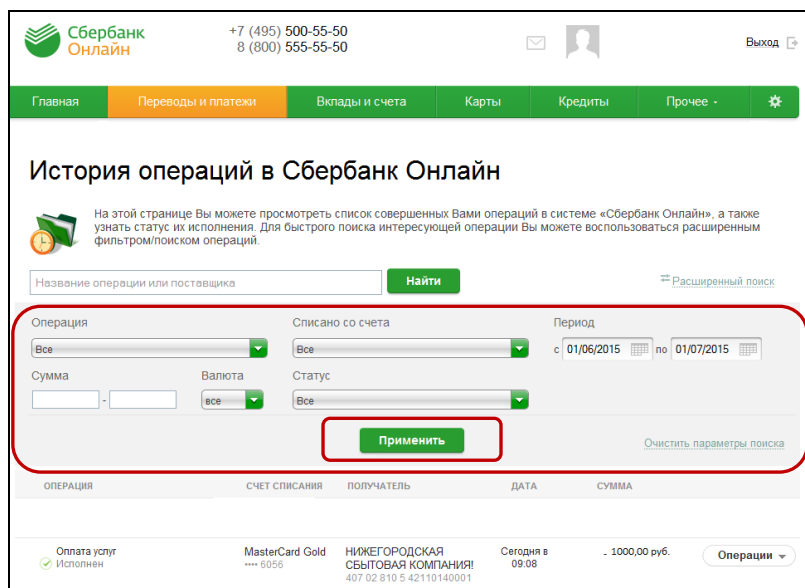 Сбербанк
Онлайн
+7 (495) 500-55-50
8 (800) 555-55-50
Выход
Главная Переводы и платежи Вклады и счета Карты Кредиты Прочее
История операций в Сбербанк Онлайн
На этой странице Вы можете просмотреть список совершенных Вами операций в системе «Сбербанк Онлайн», а также
узнать статус их исполнения. Для быстрого поиска интересующей операции Вы можете воспользоваться расширенным
фильтром/поиском операций.
Название операции или поставщика Найти Расширенный поиск
Операция Списано со счета Период
Все Все с 01/06/2015 по 01/07/2015
Сумма Валюта Статус
- все Все
Применить
Очистить параметры поиска
ОПЕРАЦИЯ СЧЕТ СПИСАНИЯ ПОЛУЧАТЕЛЬ ДАТА СУММА
Оплата услуг MasterCard Gold НИЖЕГОРОДСКАЯ Сегодня в - 1000,00 руб. Операции
Исполнен •••• 6056 СБЫТОВАЯ КОМПАНИЯ! 09:08
407 02 810 5 42110140001